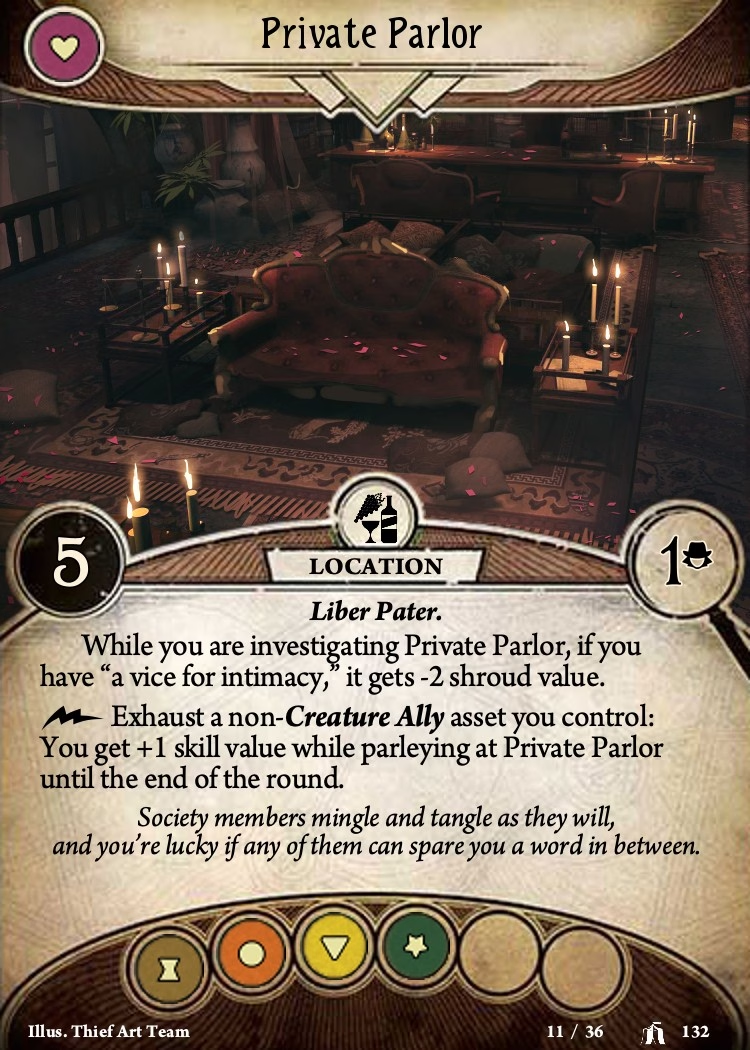 Private Parlor
5
LOCATION
1
Liber Pater.
While you are investigating Private Parlor, if you
have “a vice for intimacy,” it gets -2 shroud value.
Exhaust a non-Creature Ally asset you control:
You get +1 skill value while parleying at Private Parlor
until the end of the round.
Society members mingle and tangle as they will,
and you’re lucky if any of them can spare you a word in between.
Illus. Thief Art Team 11 / 36 132